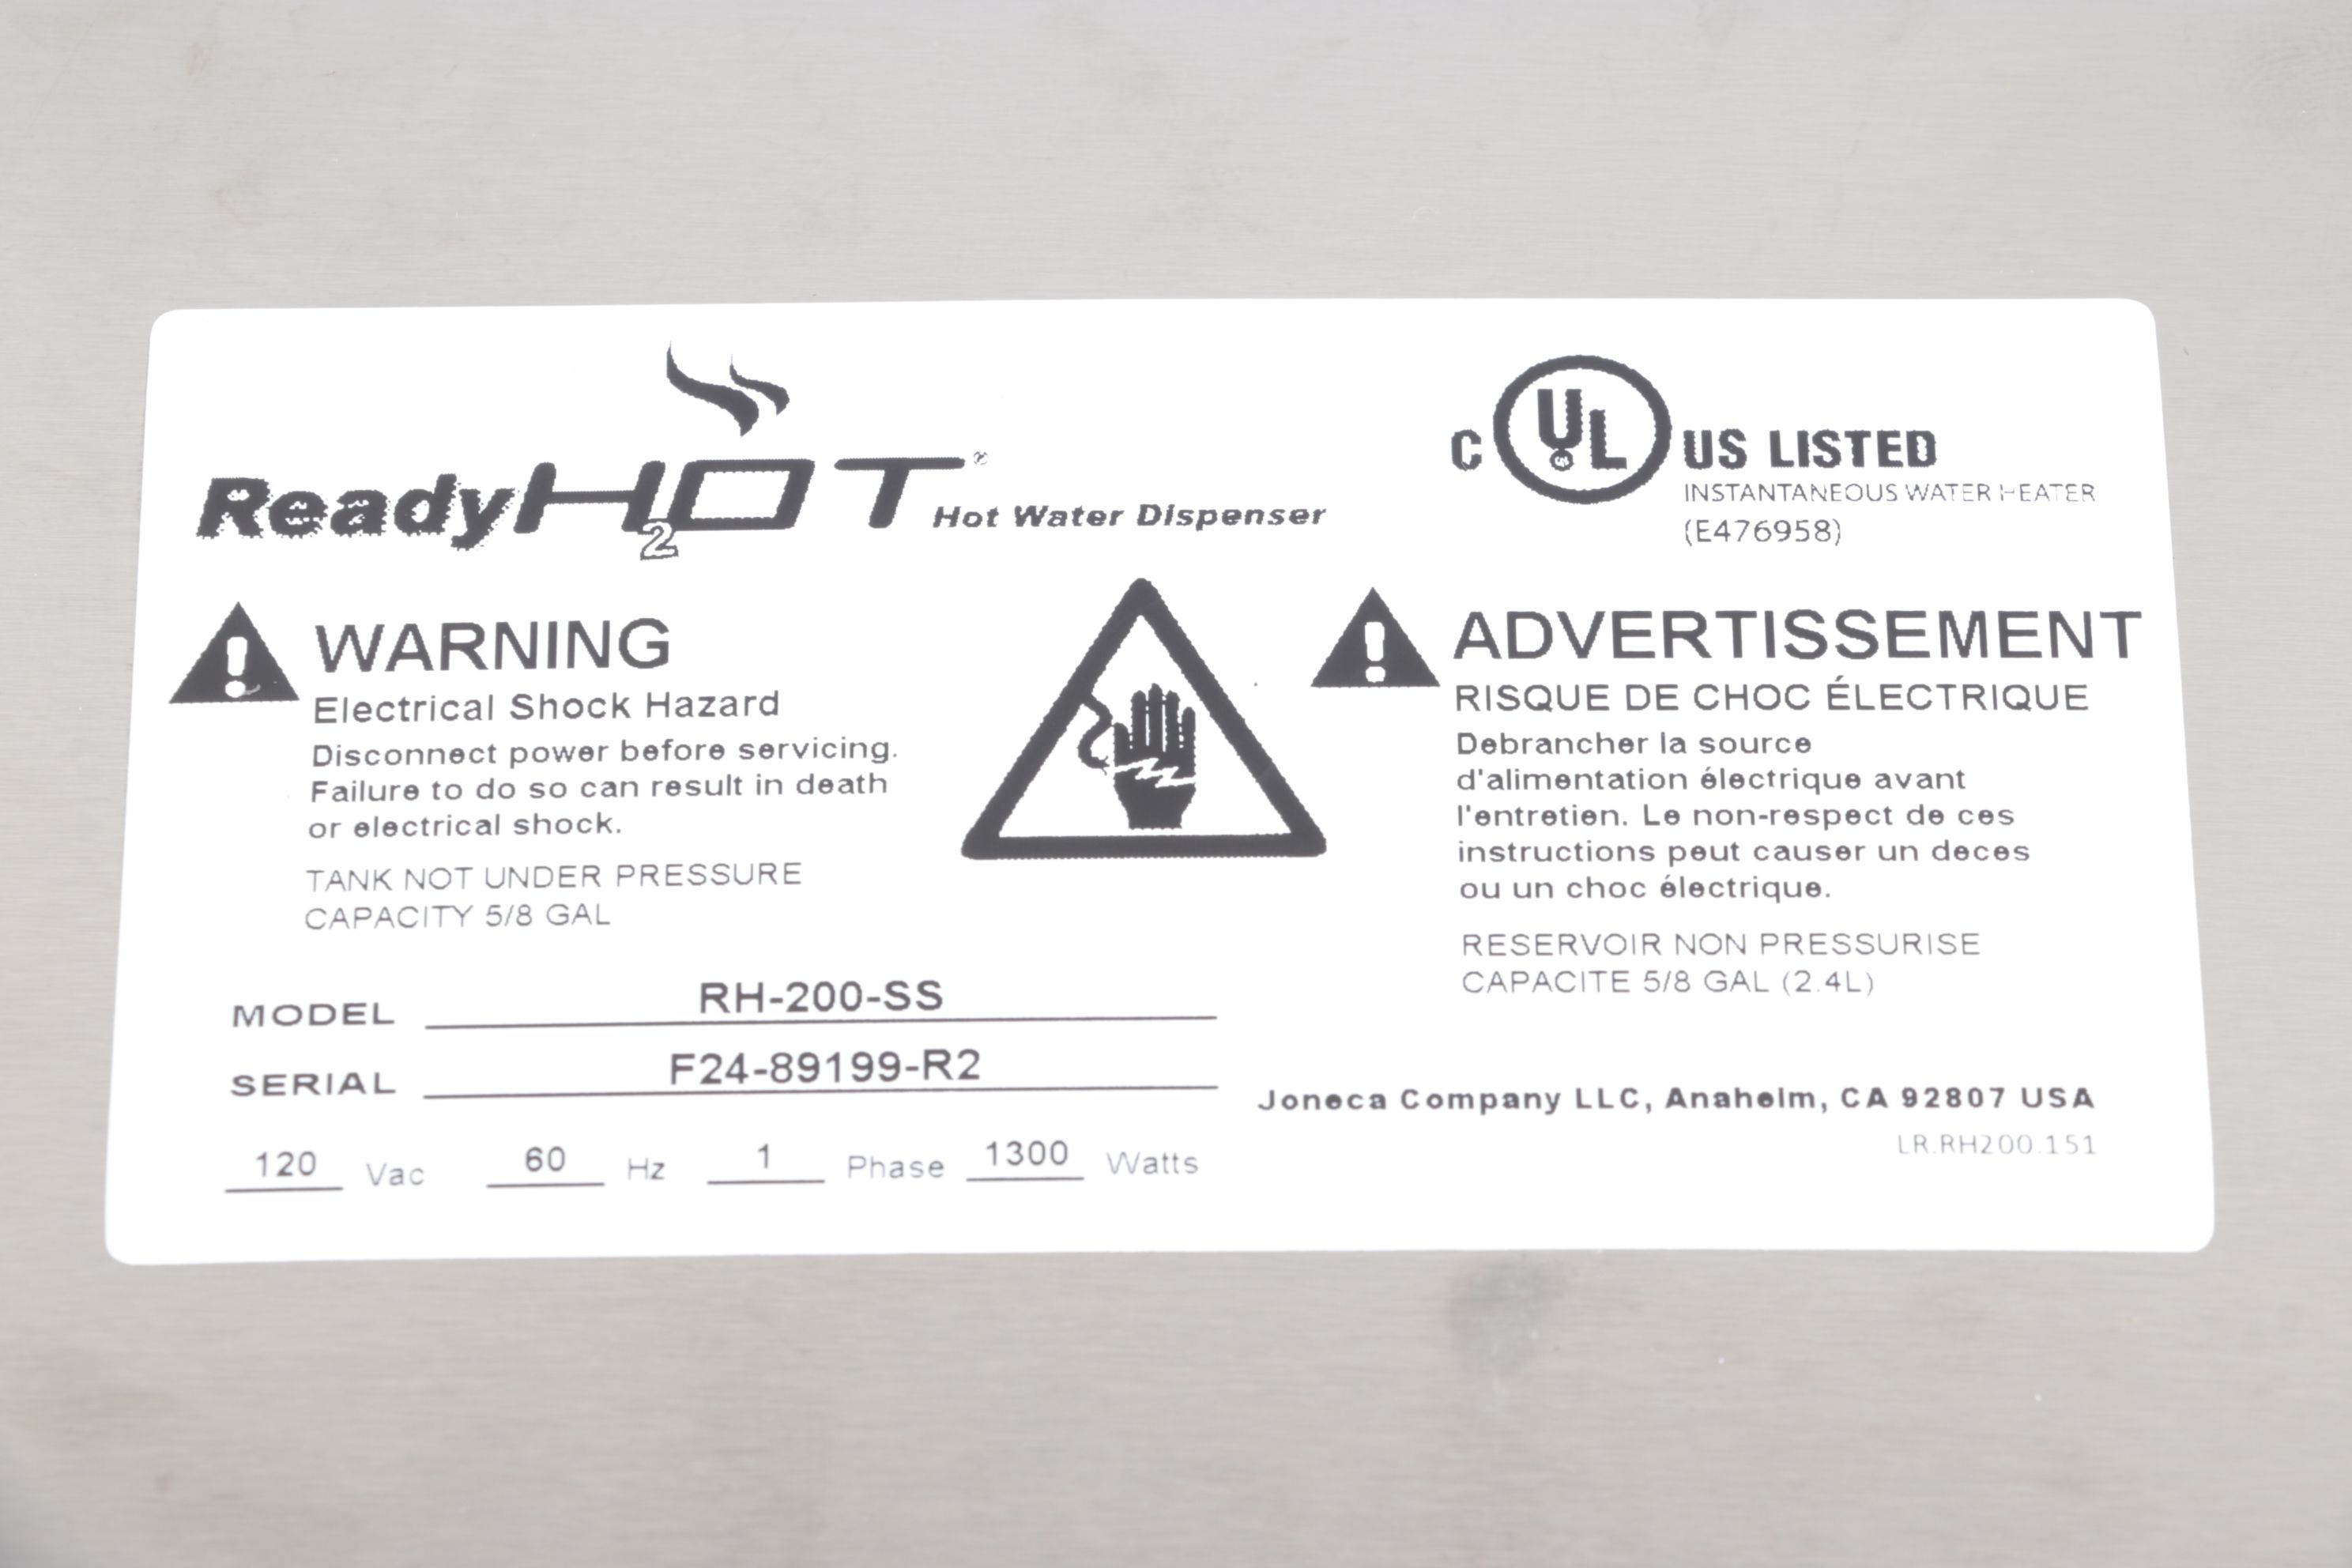 ReadyH2OT® Hot Water Dispenser
C UL US LISTED
INSTANTANEOUS WATER HEATER
(E476958)
WARNING
Electrical Shock Hazard
Disconnect power before servicing.
Failure to do so can result in death
or electrical shock.
TANK NOT UNDER PRESSURE
CAPACITY 5/8 GAL
ADVERTISSEMENT
RISQUE DE CHOC ÉLECTRIQUE
Debrancher la source
d'alimentation électrique avant
l'entretien. Le non-respect de ces
instructions peut causer un deces
ou un choc électrique.
RESERVOIR NON PRESSURISE
CAPACITE 5/8 GAL (2.4L)
MODEL RH-200-SS
SERIAL F24-89199-R2
120 Vac 60 Hz 1 Phase 1300 Watts
Joneca Company LLC, Anaheim, CA 92807 USA
LR.RH200.151